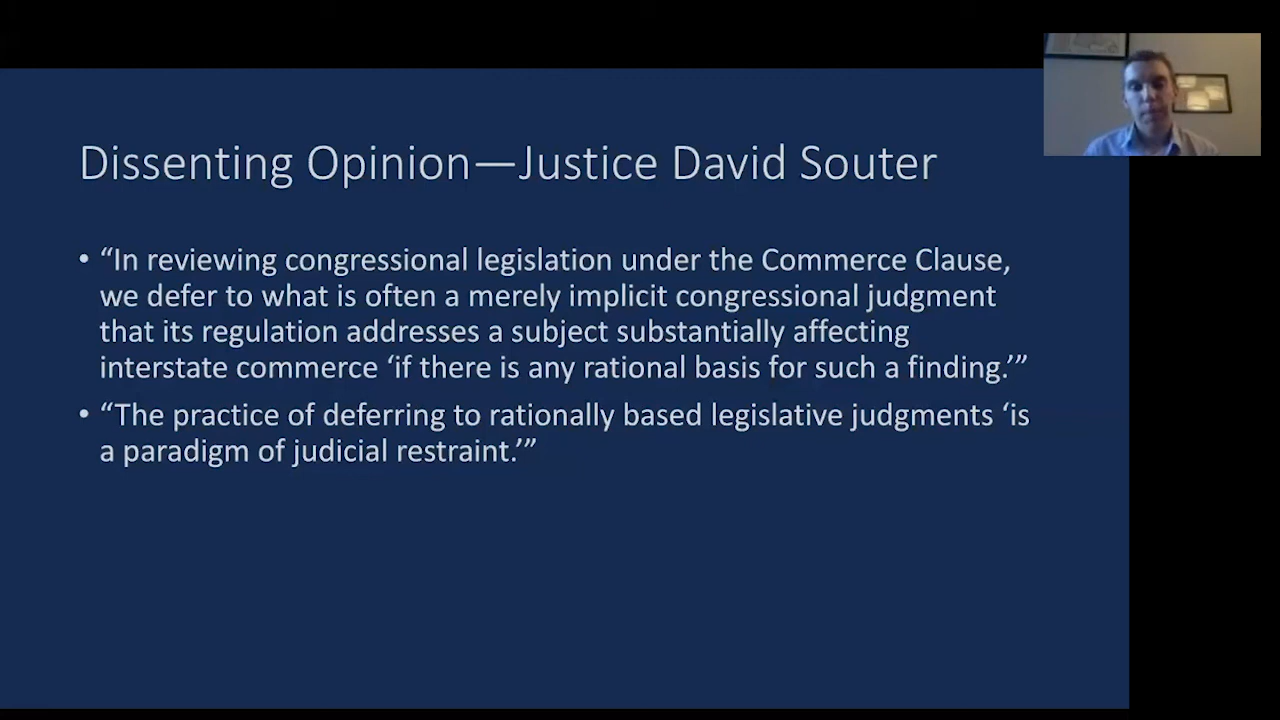 Dissenting Opinion—Justice David Souter
• “In reviewing congressional legislation under the Commerce Clause,
we defer to what is often a merely implicit congressional judgment
that its regulation addresses a subject substantially affecting
interstate commerce ‘if there is any rational basis for such a finding.’”
• “The practice of deferring to rationally based legislative judgments ‘is
a paradigm of judicial restraint.’”